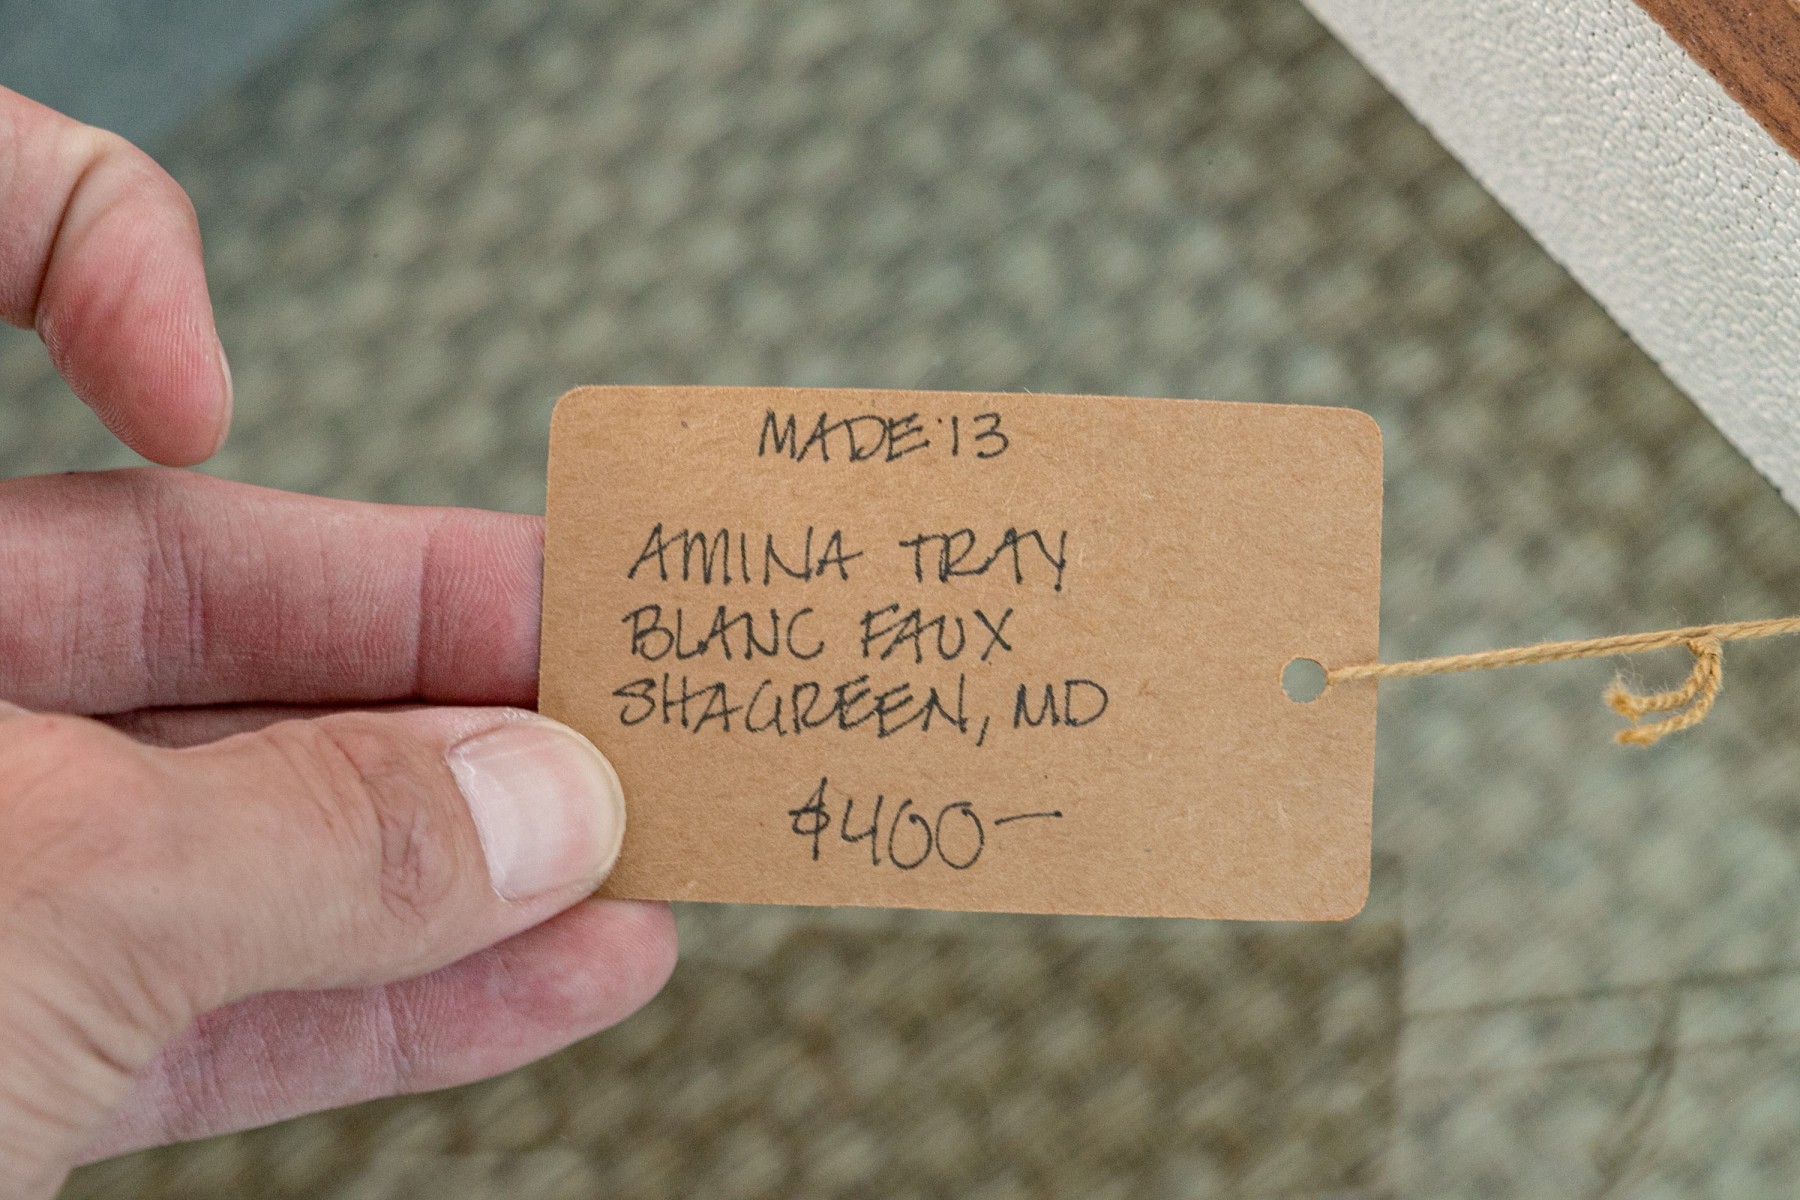 MADE:13
AMINA TRAY
BLANC FAUX
SHAGREEN, MD
$400—